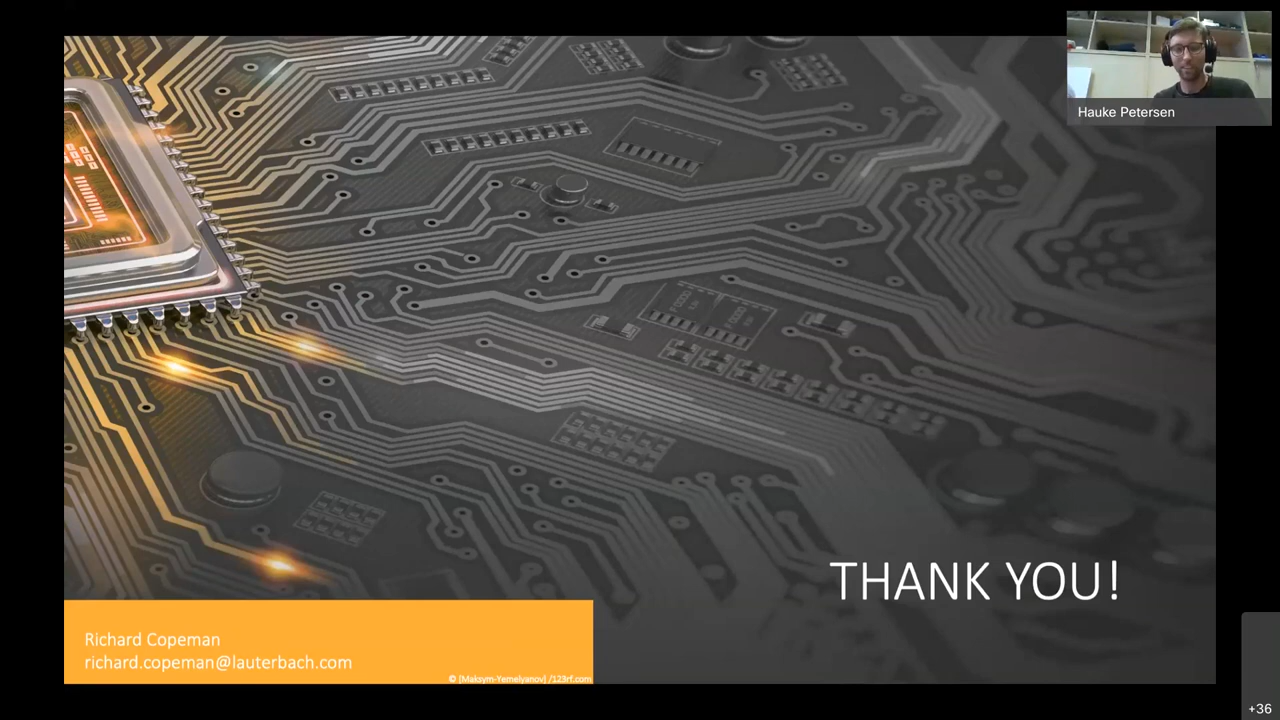 Hauke Petersen
THANK YOU!
Richard Copeman
richard.copeman@lauterbach.com
© [Maksym-Yemelyanov] /123rf.com
+36